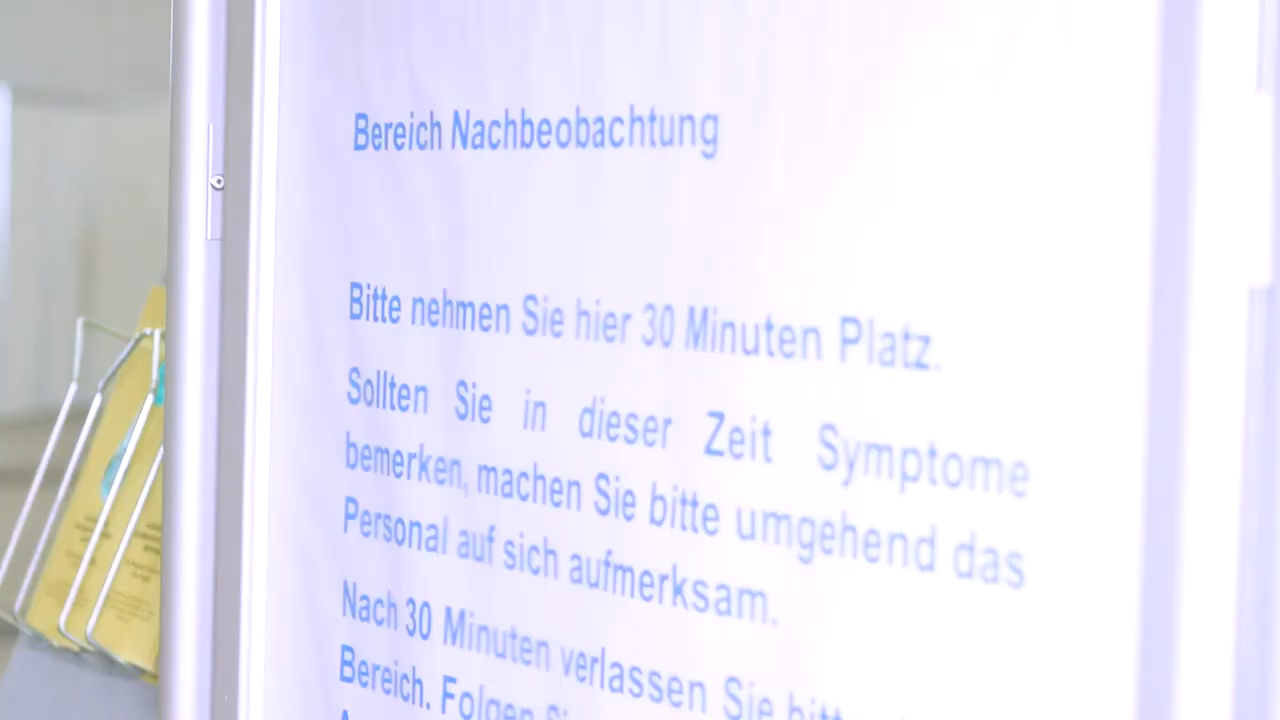 Bereich Nachbeobachtung
Bitte nehmen Sie hier 30 Minuten Platz.
Sollten Sie in dieser Zeit Symptome
bemerken, machen Sie bitte umgehend das
Personal auf sich aufmerksam.
Nach 30 Minuten verlassen Sie
Bereich. Folgen